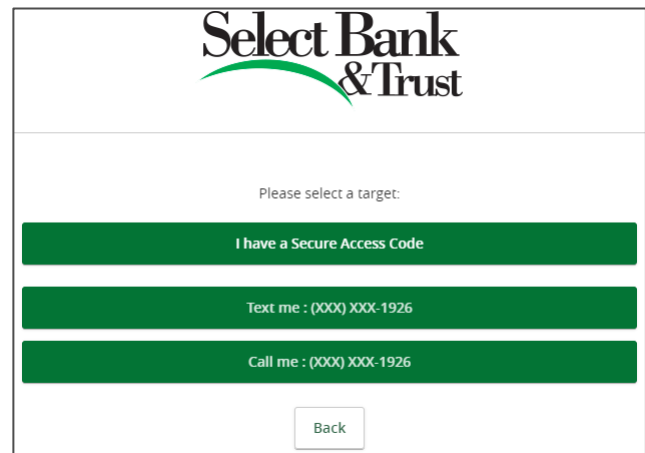 Select Bank
& Trust
Please select a target:
I have a Secure Access Code
Text me : (XXX) XXX-1926
Call me : (XXX) XXX-1926
Back